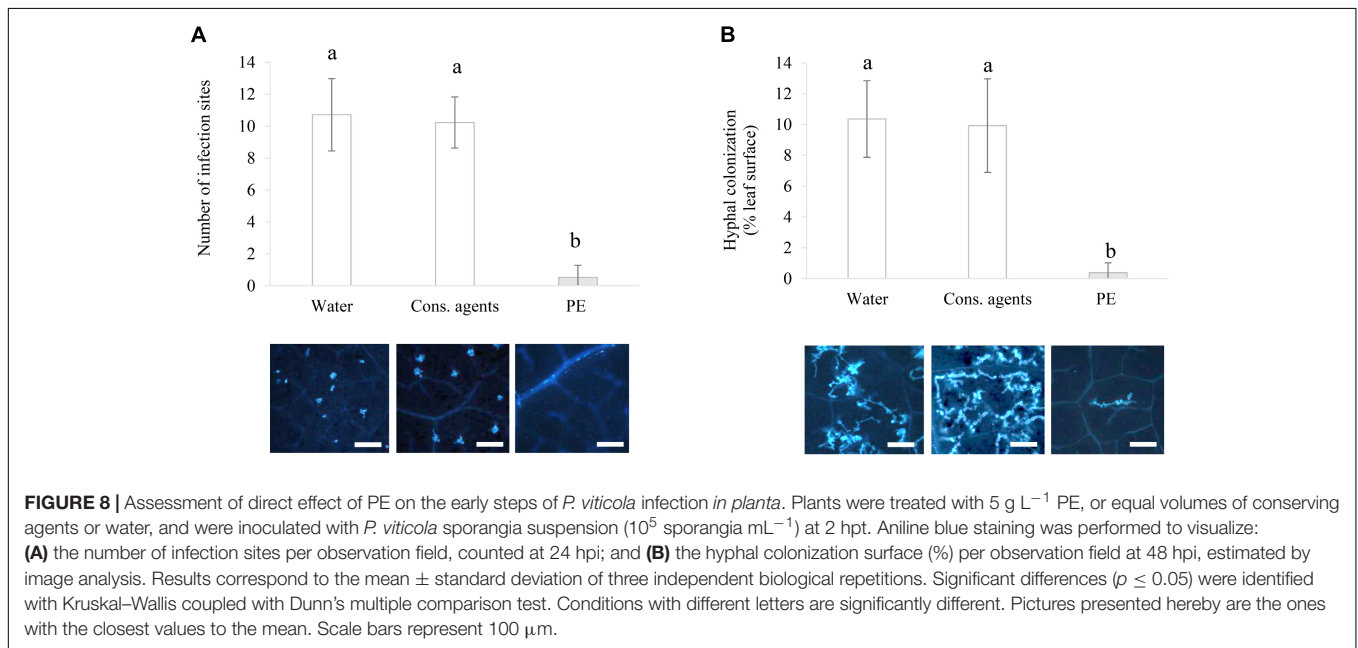 A
14
12
10
8
6
4
2
0
Number of infection sites
a
a
b
Water
Cons. agents
PE
B
14
12
10
8
6
4
2
0
Hyphal colonization
(% leaf surface)
a
a
b
Water
Cons. agents
PE
FIGURE 8 | Assessment of direct effect of PE on the early steps of P. viticola infection in planta. Plants were treated with 5 g L−1 PE, or equal volumes of conserving
agents or water, and were inoculated with P. viticola sporangia suspension (10⁵ sporangia mL−1) at 2 hpt. Aniline blue staining was performed to visualize:
(A) the number of infection sites per observation field, counted at 24 hpi; and (B) the hyphal colonization surface (%) per observation field at 48 hpi, estimated by
image analysis. Results correspond to the mean ± standard deviation of three independent biological repetitions. Significant differences (p ≤ 0.05) were identified
with Kruskal–Wallis coupled with Dunn's multiple comparison test. Conditions with different letters are significantly different. Pictures presented hereby are the ones
with the closest values to the mean. Scale bars represent 100 μm.